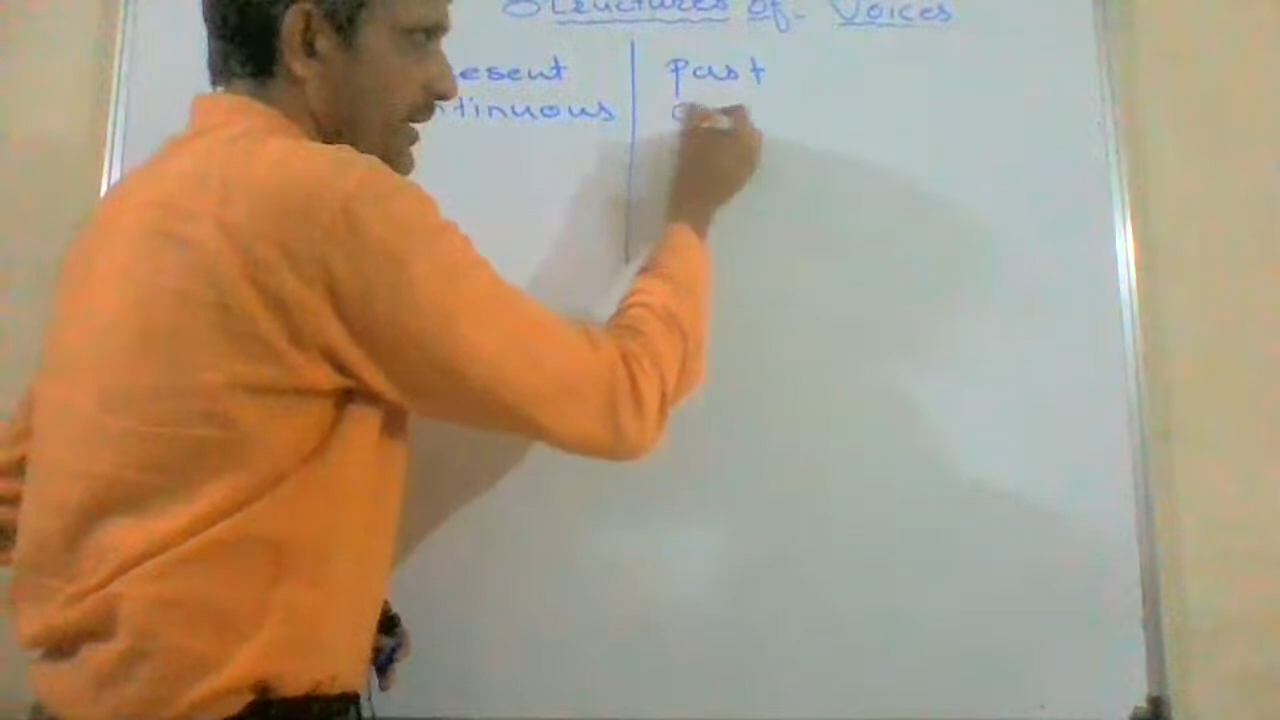 Structures of Voices
esent
Past
ntinuous